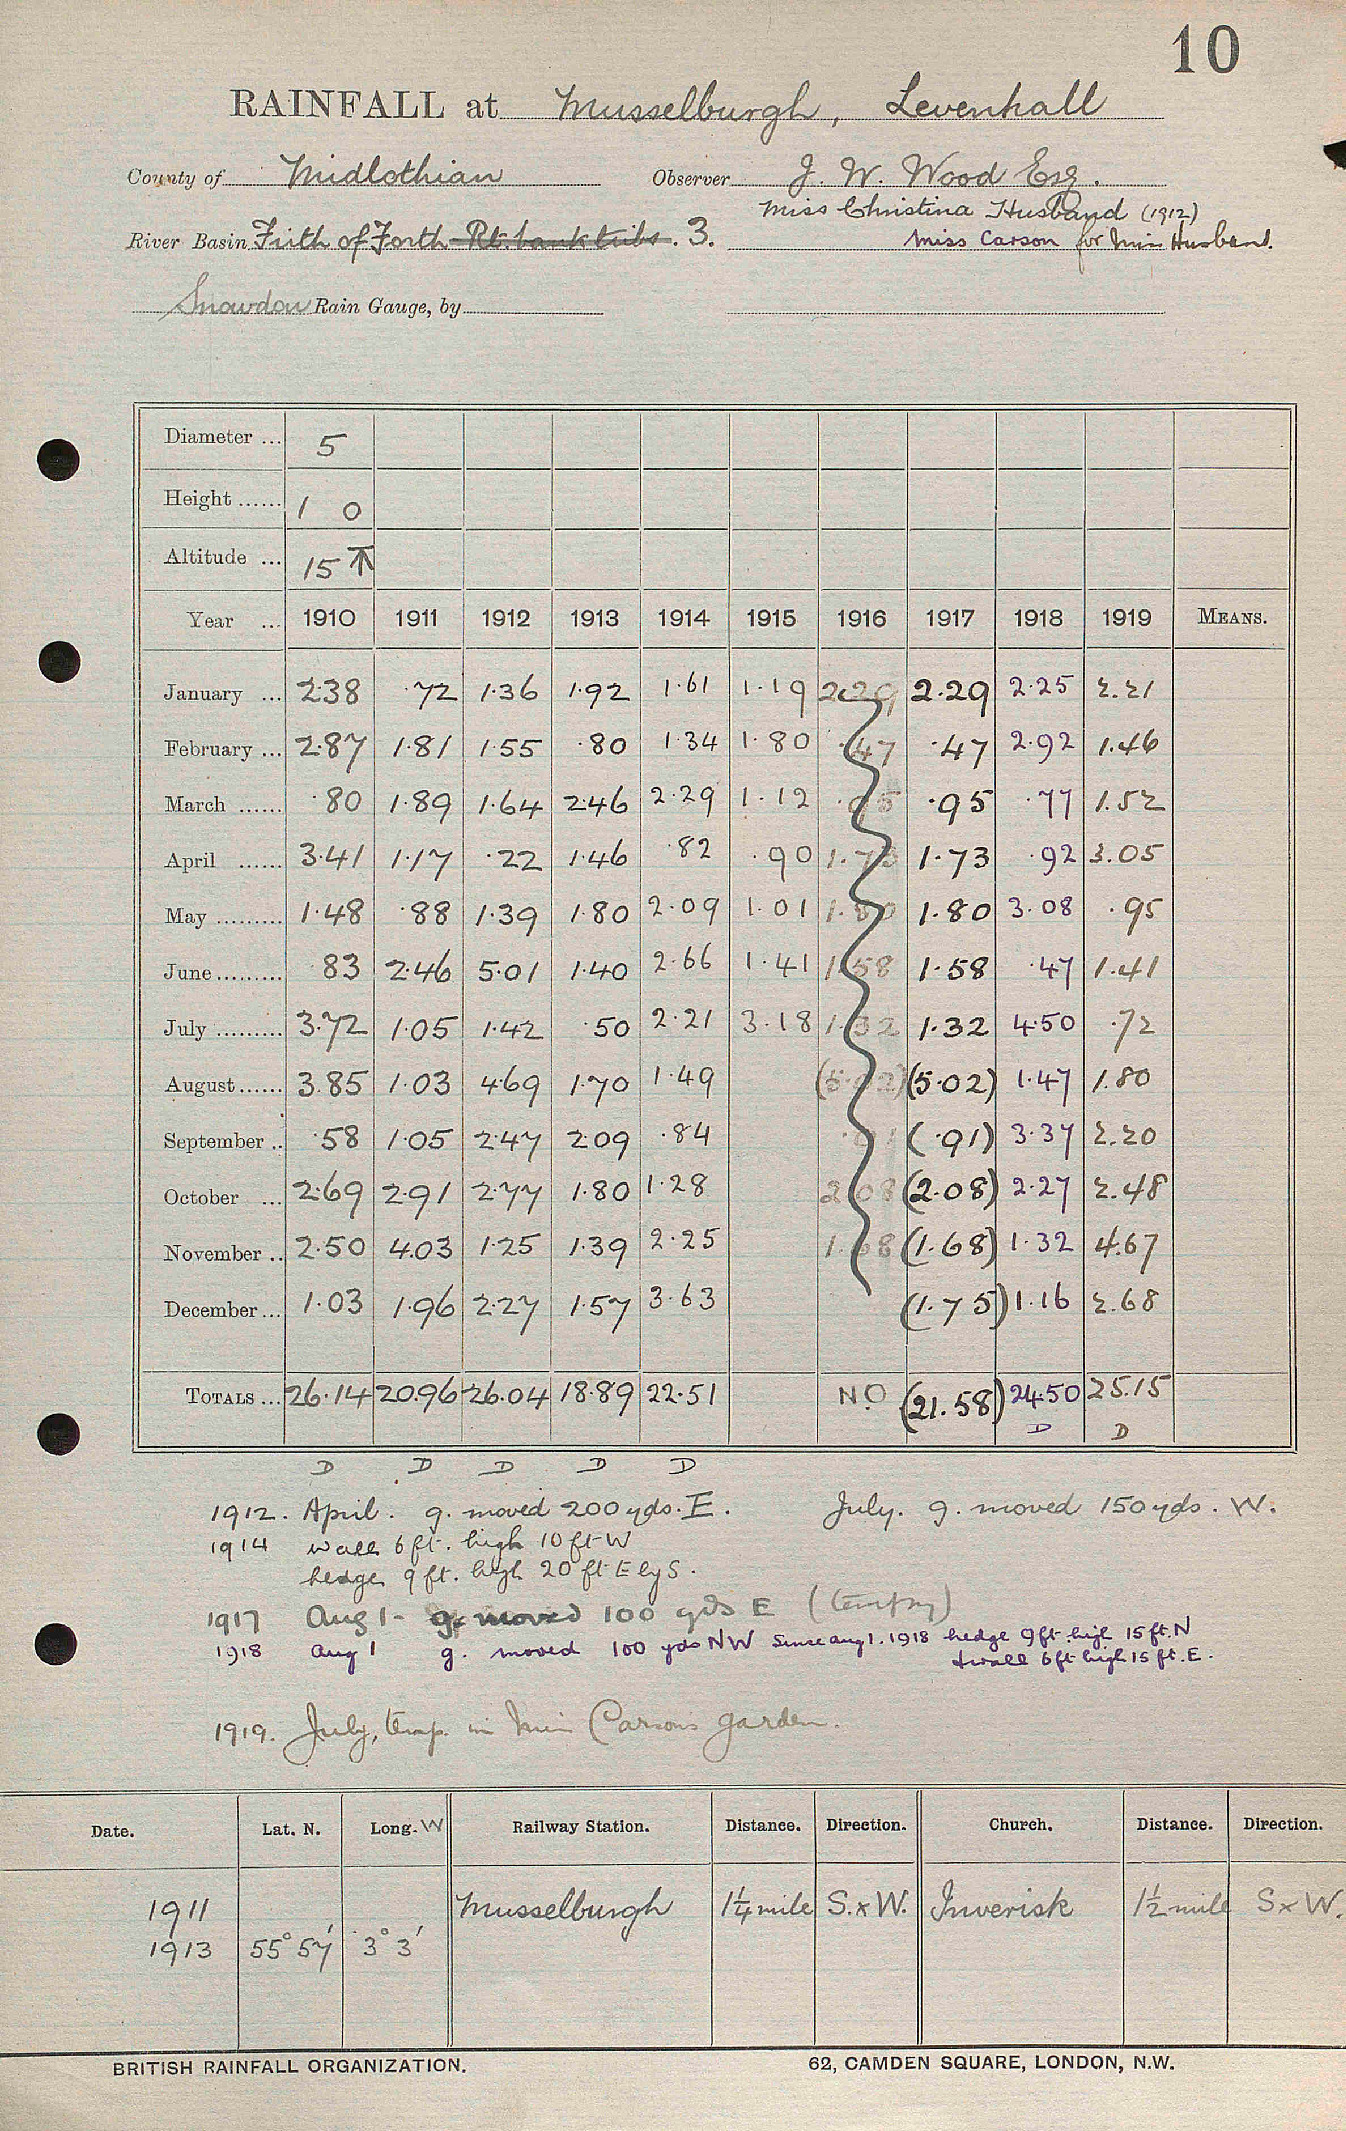 10
RAINFALL at Musselburgh, Levenhall
County of Midlothian Observer J. W. Wood Esq.
Miss Christina Husband (1912)
River Basin Firth of Forth Rt. bank tribs. 3. Miss Carson for Miss Husband.
Snowdon Rain Gauge, by
Diameter ... 5
Height ...... 1 0
Altitude ... 15 T
Year ... 1910 1911 1912 1913 1914 1915 1916 1917 1918 1919 MEANS.
January ... 2.38 .72 1.36 1.92 1.61 1.19 2.29 2.29 2.25 2.21
February ... 2.87 1.81 1.55 .80 1.34 1.80 .47 .47 2.92 1.46
March ...... .80 1.89 1.64 2.46 2.29 1.12 .95 .95 .77 1.52
April ...... 3.41 1.17 .22 1.46 .82 .90 1.73 1.73 .92 3.05
May ......... 1.48 .88 1.39 1.80 2.09 1.01 1.80 1.80 3.08 .95
June ......... .83 2.46 5.01 1.40 2.66 1.41 1.58 1.58 .47 1.41
July ......... 3.72 1.05 1.42 .50 2.21 3.18 1.32 1.32 4.50 .72
August ...... 3.85 1.03 4.69 1.70 1.49 (5.02) (5.02) 1.47 1.80
September .. .58 1.05 2.47 2.09 .84 .91 (.91) 3.37 2.20
October ... 2.69 2.91 2.77 1.80 1.28 2.08 (2.08) 2.27 2.48
November .. 2.50 4.03 1.25 1.39 2.25 1.68 (1.68) 1.32 4.67
December ... 1.03 1.96 2.27 1.57 3.63 (1.75) 1.16 2.68
TOTALS ... 26.14 20.96 26.04 18.89 22.51 NO (21.58) 24.50 25.15
D D
D D D D D
1912. April. g. moved 200 yds. E. July. g. moved 150 yds. W.
1914 wall 6 ft. high 10 ft W
hedge 9 ft. high 20 ft E by S.
1917 Aug 1 - g. moved 100 yds E (tempy)
1918 Aug 1 g. moved 100 yds NW Since Aug 1. 1918 hedge 9 ft. high 15 ft. N
+ wall 6 ft high 15 ft. E.
1919. July, temp. in Miss Carson's garden.
Date. Lat. N. Long. W Railway Station. Distance. Direction. Church. Distance. Direction.
1911 Musselburgh 1¼ mile S. x W. Inveresk 1½ mile S x W.
1913 55° 57' 3° 3'
BRITISH RAINFALL ORGANIZATION. 62, CAMDEN SQUARE, LONDON, N.W.